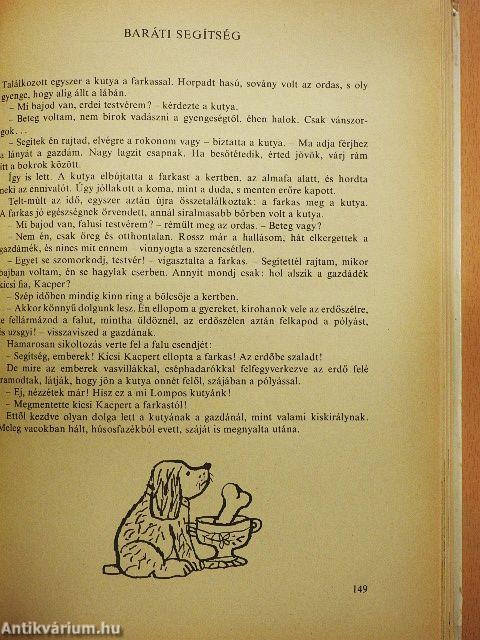 BARÁTI SEGÍTSÉG
Találkozott egyszer a kutya a farkassal. Horpadt hasú, sovány volt az ordas, s oly
gyenge, hogy alig állt a lábán.
– Mi bajod van, erdei testvérem? – kérdezte a kutya.
– Beteg voltam, nem bírok vadászni a gyengeségtől, éhen halok. Csak vánszor-
gok...
– Segítek én rajtad, elvégre a rokonom vagy – biztatta a kutya. – Ma adja férjhez
a lányát a gazdám. Nagy lagzit csapnak. Ha besötétedik, érted jövök, várj rám
itt a bokrok között.
Így is lett. A kutya elbújtatta a farkast a kertben, az almafa alatt, és hordta
neki az ennivalót. Úgy jóllakott a koma, mint a duda, s menten erőre kapott.
Telt-múlt az idő, egyszer aztán újra összetalálkoztak: a farkas meg a kutya.
A farkas jó egészségnek örvendett, annál siralmasabb bőrben volt a kutya.
– Mi bajod van, falusi testvérem? – rémült meg az ordas. – Beteg vagy?
– Nem én, csak öreg és otthontalan. Rossz már a hallásom, hát elkergettek a
gazdámék, és nincs mit ennem – vinnyogta a szerencsétlen.
– Egyet se szomorkodj, testvér! – vigasztalta a farkas. – Segítettél rajtam, mikor
bajban voltam, én se hagylak cserben. Annyit mondj csak: hol alszik a gazdádék
kicsi fia, Kacper?
– Szép időben mindig kinn ring a bölcsője a kertben.
– Akkor könnyű dolgunk lesz. Én ellopom a gyereket, kirohanok vele az erdőszélre,
te fellármázod a falut, mintha üldöznél, az erdőszélen aztán felkapod a pólyást,
és uzsgyi! – visszaviszed a gazdának.
Hamarosan sikoltozás verte fel a falu csendjét:
– Segítség, emberek! Kicsi Kacpert ellopta a farkas! Az erdőbe szaladt!
De mire az emberek vasvillákkal, cséphadarókkal felfegyverkezve az erdő felé
iramodtak, látják, hogy jön a kutya onnét felől, szájában a pólyással.
– Ej, nézzétek már! Hisz ez a mi Lompos kutyánk!
– Megmentette kicsi Kacpert a farkastól!
Ettől kezdve olyan dolga lett a kutyának a gazdánál, mint valami kiskirálynak.
Meleg vacokban hált, húsosfazékból evett, száját is megnyalta utána.
149
Antikvárium.hu